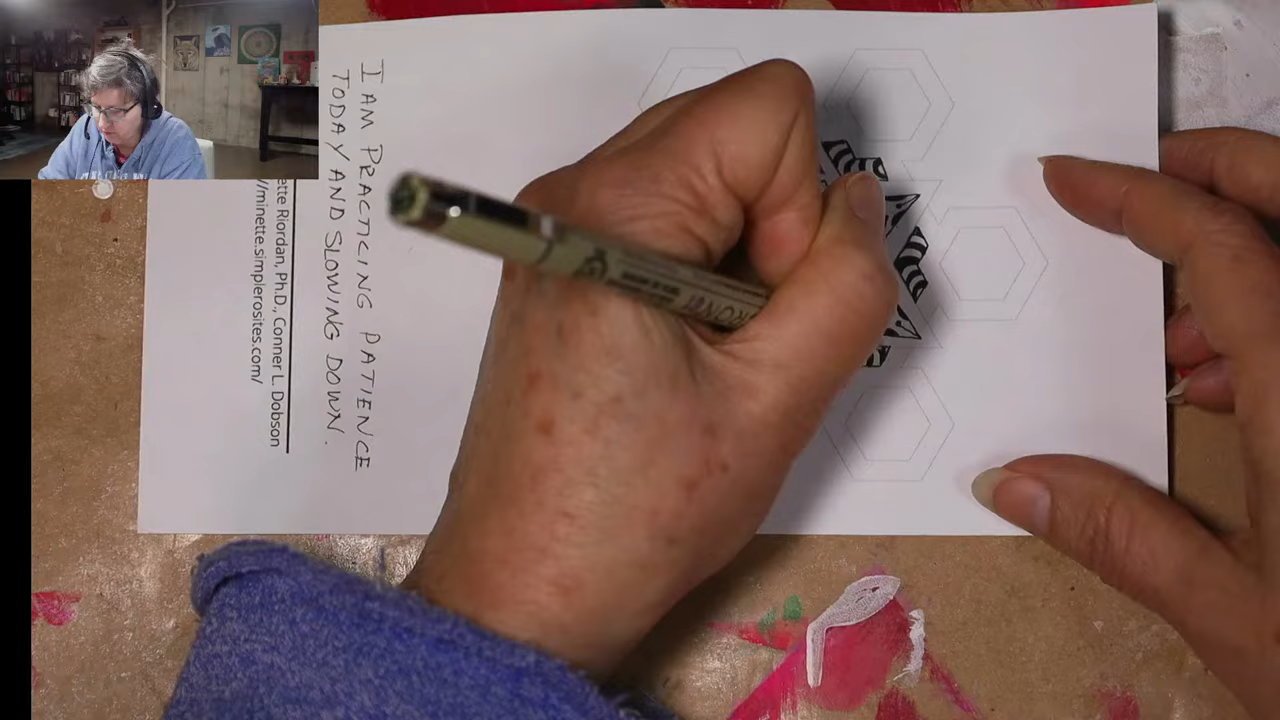 I AM PRACTICING PATIENCE
TODAY AND SLOWING DOWN.
ette Riordan, Ph.D., Conner L. Dobson
//minette.simplerosites.com/